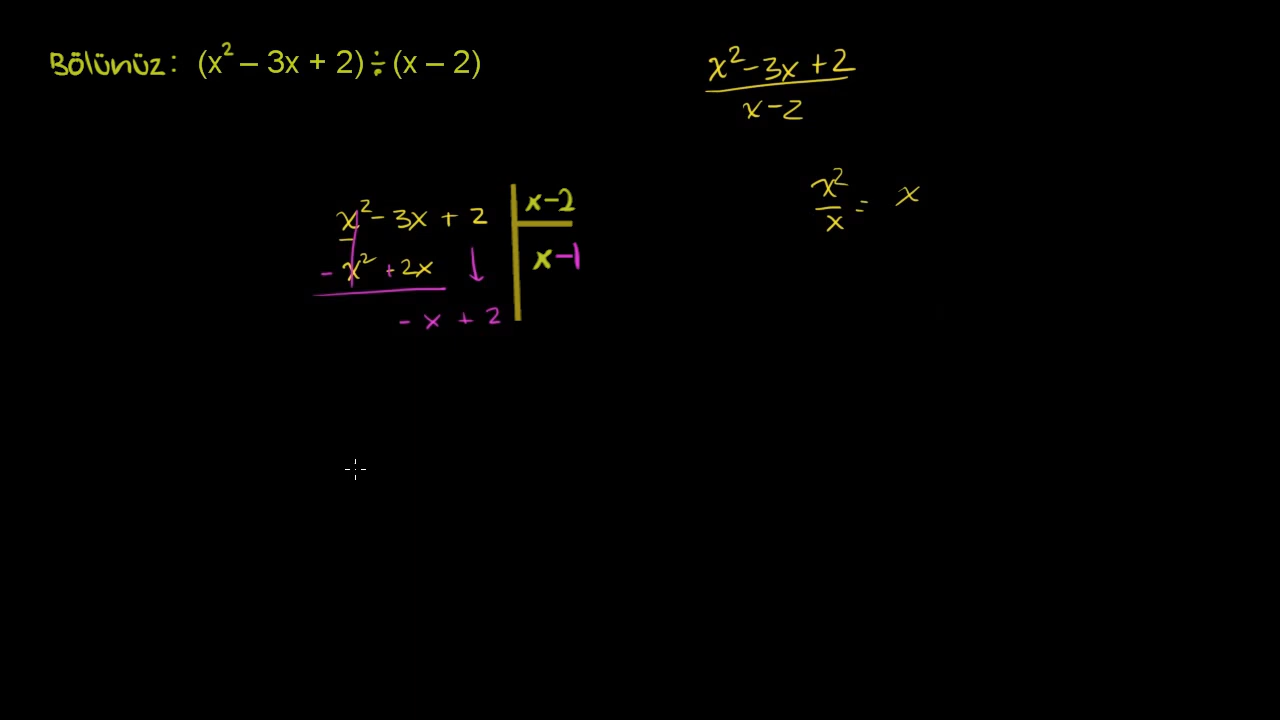 Bölünüz: (x² – 3x + 2) ÷ (x – 2)
x² - 3x + 2
x - 2
x²
x = x
x² - 3x + 2 | x - 2
- x² + 2x ↓ | x - 1
- x + 2